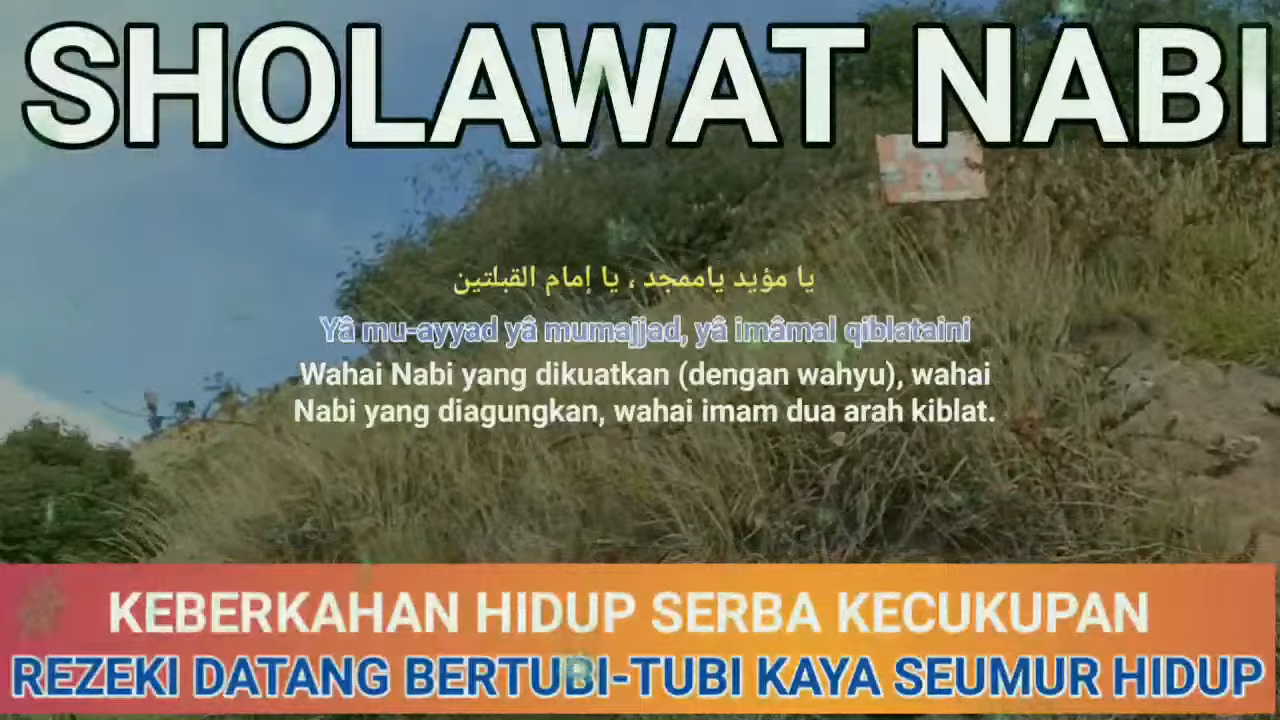 SHOLAWAT NABI
يا مؤيد ياممجد ، يا إمام القبلتين
Yâ mu-ayyad yâ mumajjad, yâ imâmal qiblataini
Wahai Nabi yang dikuatkan (dengan wahyu), wahai
Nabi yang diagungkan, wahai imam dua arah kiblat.
KEBERKAHAN HIDUP SERBA KECUKUPAN
REZEKI DATANG BERTUBI-TUBI KAYA SEUMUR HIDUP